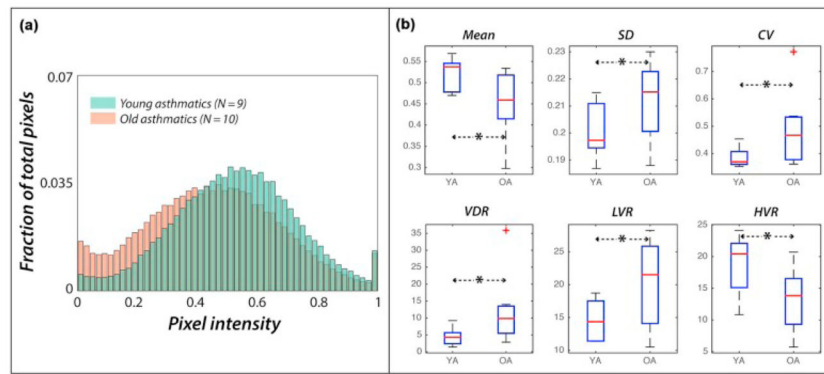 (a)
0.07
0.035
0
Fraction of total pixels
Young asthmatics (N = 9)
Old asthmatics (N = 10)
0 0.2 0.4 0.6 0.8 1
Pixel intensity
(b)
Mean
0.55
0.5
0.45
0.4
0.35
0.3
*
YA OA
SD
0.23
0.22
0.21
0.2
0.19
*
YA OA
CV
0.7
0.6
0.5
0.4
*
YA OA
VDR
35
30
25
20
15
10
5
0
*
YA OA
LVR
25
20
15
*
YA OA
HVR
25
20
15
10
5
*
YA OA